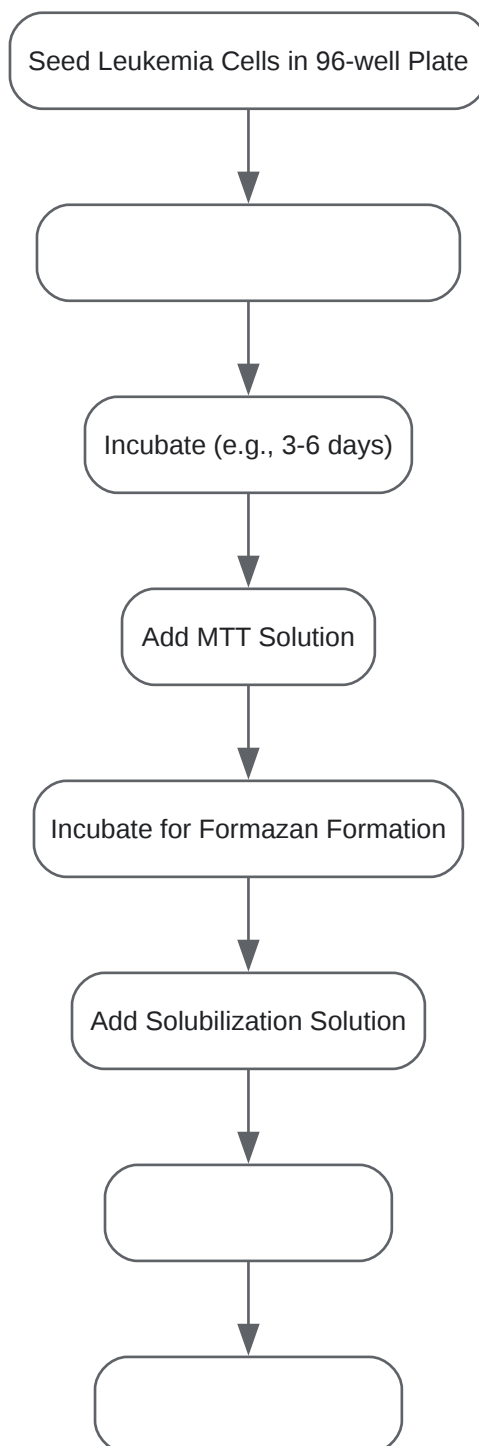 Seed Leukemia Cells in 96-well Plate
Incubate (e.g., 3-6 days)
Add MTT Solution
Incubate for Formazan Formation
Add Solubilization Solution